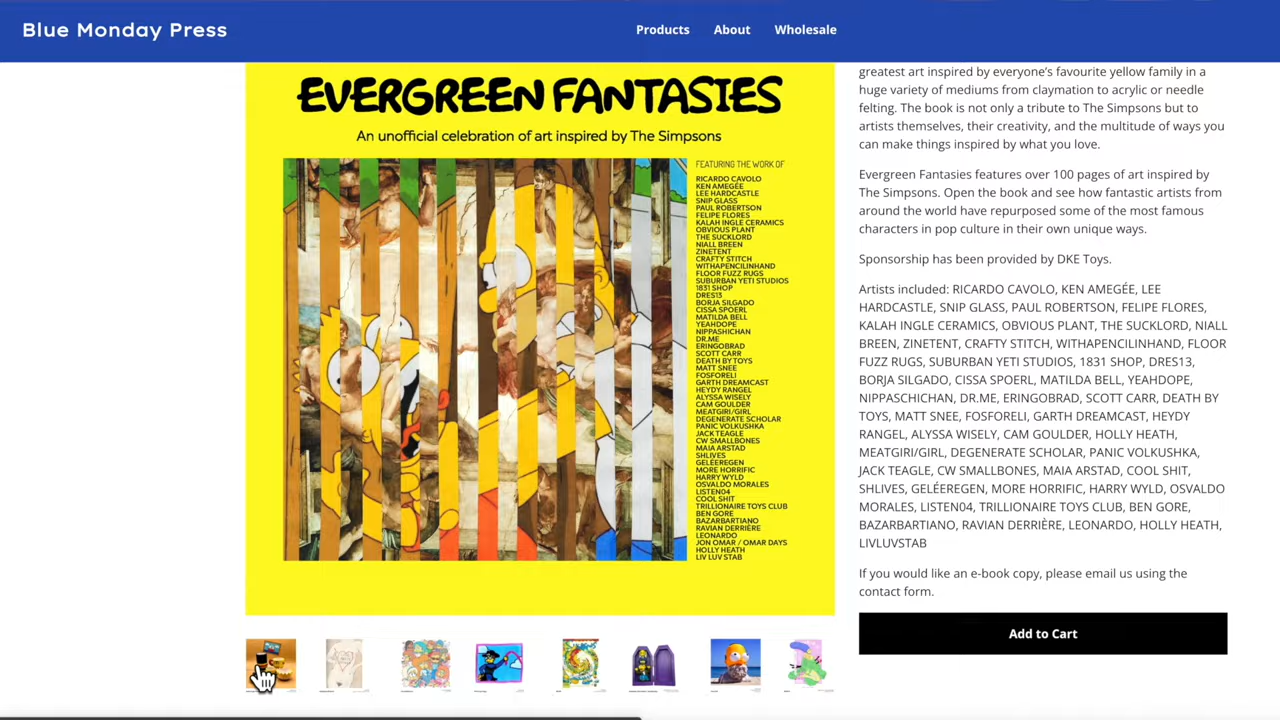 Blue Monday Press
Products
About
Wholesale
EVERGREEN FANTASIES
An unofficial celebration of art inspired by The Simpsons
FEATURING THE WORK OF
RICARDO CAVOLO
KEN AMEGÉE
LEE HARDCASTLE
SNIP GLASS
PAUL ROBERTSON
FELIPE FLORES
KALAH INGLE CERAMICS
OBVIOUS PLANT
THE SUCKLORD
NIALL BREEN
ZINETENT
CRAFTY STITCH
WITHAPENCILINHAND
FLOOR FUZZ RUGS
SUBURBAN YETI STUDIOS
1831 SHOP
DRES13
BORJA SILGADO
CISSA SPOERL
MATILDA BELL
YEAHDOPE
NIPPASHICHAN
DR.ME
ERINGOBRAD
SCOTT CARR
DEATH BY TOYS
MATT SNEE
FOSFORELI
GARTH DREAMCAST
HEYDY RANGEL
ALYSSA WISELY
CAM GOULDER
MEATGIRI/GIRL
DEGENERATE SCHOLAR
PANIC VOLKUSHKA
JACK TEAGLE
CW SMALLBONES
MAIA ARSTAD
SHLIVES
GELÉEREGEN
MORE HORRIFIC
HARRY WYLD
OSVALDO MORALES
LISTEN04
COOL SHIT
TRILLIONAIRE TOYS CLUB
BEN GORE
BAZARBARTIANO
RAVIAN DERRIÈRE
LEONARDO
JON OMAR / OMAR DAYS
HOLLY HEATH
LIV LUV STAB
greatest art inspired by everyone's favourite yellow family in a
huge variety of mediums from claymation to acrylic or needle
felting. The book is not only a tribute to The Simpsons but to
artists themselves, their creativity, and the multitude of ways you
can make things inspired by what you love.
Evergreen Fantasies features over 100 pages of art inspired by
The Simpsons. Open the book and see how fantastic artists from
around the world have repurposed some of the most famous
characters in pop culture in their own unique ways.
Sponsorship has been provided by DKE Toys.
Artists included: RICARDO CAVOLO, KEN AMEGÉE, LEE
HARDCASTLE, SNIP GLASS, PAUL ROBERTSON, FELIPE FLORES,
KALAH INGLE CERAMICS, OBVIOUS PLANT, THE SUCKLORD, NIALL
BREEN, ZINETENT, CRAFTY STITCH, WITHAPENCILINHAND, FLOOR
FUZZ RUGS, SUBURBAN YETI STUDIOS, 1831 SHOP, DRES13,
BORJA SILGADO, CISSA SPOERL, MATILDA BELL, YEAHDOPE,
NIPPASCHICHAN, DR.ME, ERINGOBRAD, SCOTT CARR, DEATH BY
TOYS, MATT SNEE, FOSFORELI, GARTH DREAMCAST, HEYDY
RANGEL, ALYSSA WISELY, CAM GOULDER, HOLLY HEATH,
MEATGIRI/GIRL, DEGENERATE SCHOLAR, PANIC VOLKUSHKA,
JACK TEAGLE, CW SMALLBONES, MAIA ARSTAD, COOL SHIT,
SHLIVES, GELÉEREGEN, MORE HORRIFIC, HARRY WYLD, OSVALDO
MORALES, LISTEN04, TRILLIONAIRE TOYS CLUB, BEN GORE,
BAZARBARTIANO, RAVIAN DERRIÈRE, LEONARDO, HOLLY HEATH,
LIVLUVSTAB
If you would like an e-book copy, please email us using the
contact form.
Add to Cart